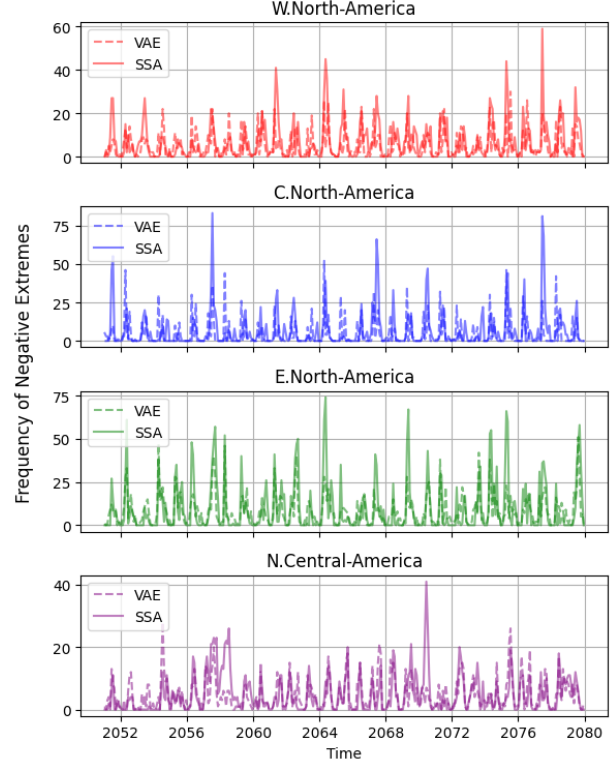 W.North-America
60
40
20
0
VAE
SSA
C.North-America
75
50
25
0
VAE
SSA
Frequency of Negative Extremes
E.North-America
75
50
25
0
VAE
SSA
N.Central-America
40
20
0
VAE
SSA
2052 2056 2060 2064 2068 2072 2076 2080
Time